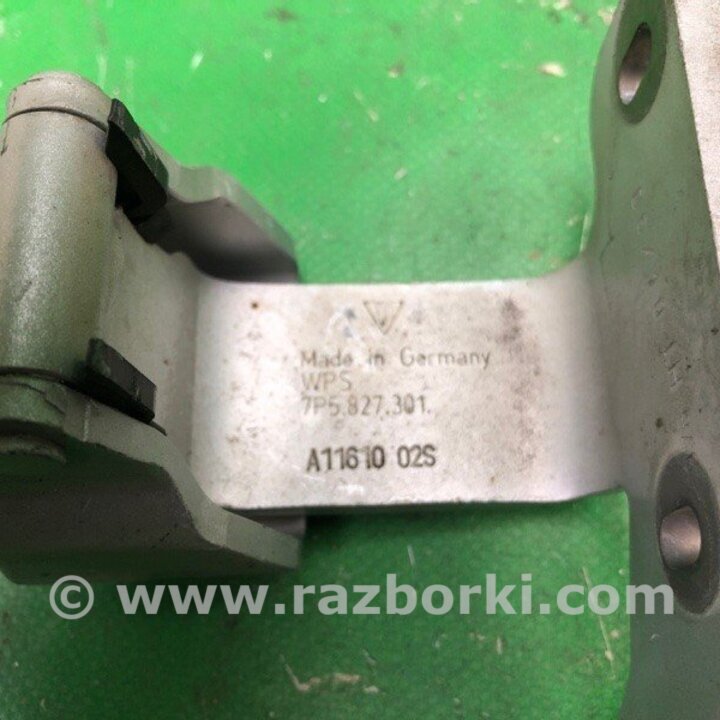 Made in Germany
WPS
7P5.827.301.
A11610 02S
© www.razborki.com